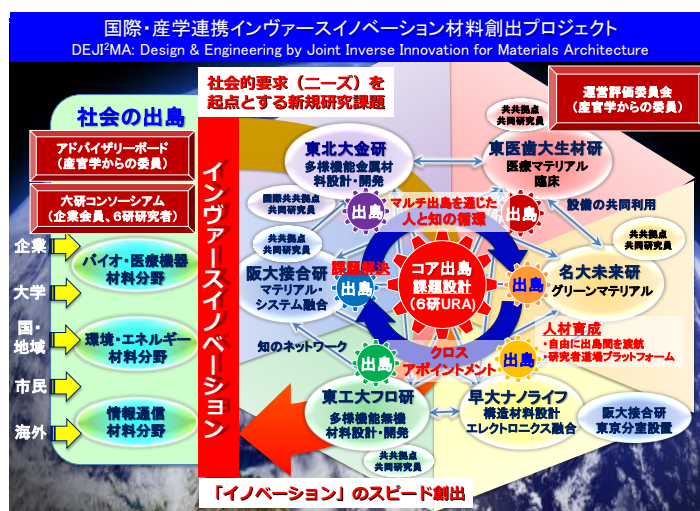 国際・産学連携インヴァースイノベーション材料創出プロジェクト
DEJI²MA: Design & Engineering by Joint Inverse Innovation for Materials Architecture
社会的要求（ニーズ）を
起点とする新規研究課題
運営評価委員会
（産官学からの委員）
社会の出島
アドバイザリーボード
（産官学からの委員）
六研コンソーシアム
（企業会員、6研研究者）
企業
大学
国・
地域
市民
海外
バイオ・医療機器
材料分野
環境・エネルギー
材料分野
情報通信
材料分野
インヴァースイノベーション
東北大金研
多様機能金属材
料設計・開発
共共拠点
共同研究員
東医歯大生材研
医療マテリアル
臨床
国際共共拠点
共同研究員
出島
マルチ出島を通じた
人と知の循環
出島
設備の共同利用
共共拠点
共同研究員
共共拠点
共同研究員
阪大接合研
マテリアル・
システム融合
課題解決
出島
コア出島
課題設計
（6研URA）
出島
名大未来研
グリーンマテリアル
知のネットワーク
出島
クロス
アポイントメント
出島
人材育成
・自由に出島間を渡航
・研究者道場プラットフォーム
東工大フロ研
多様機能無機
材料設計・開発
共共拠点
共同研究員
早大ナノライフ
構造材料設計
エレクトロニクス融合
阪大接合研
東京分室設置
「イノベーション」のスピード創出